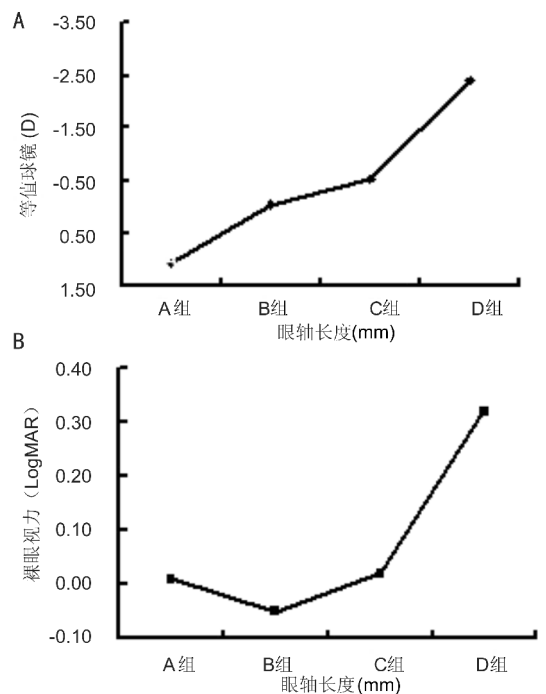 A
-3.50
-2.50
-1.50
-0.50
0.50
1.50
等值球镜(D)
A组 B组 C组 D组
眼轴长度(mm)
B
0.40
0.30
0.20
0.10
0.00
-0.10
裸眼视力（LogMAR）
A组 B组 C组 D组
眼轴长度(mm)